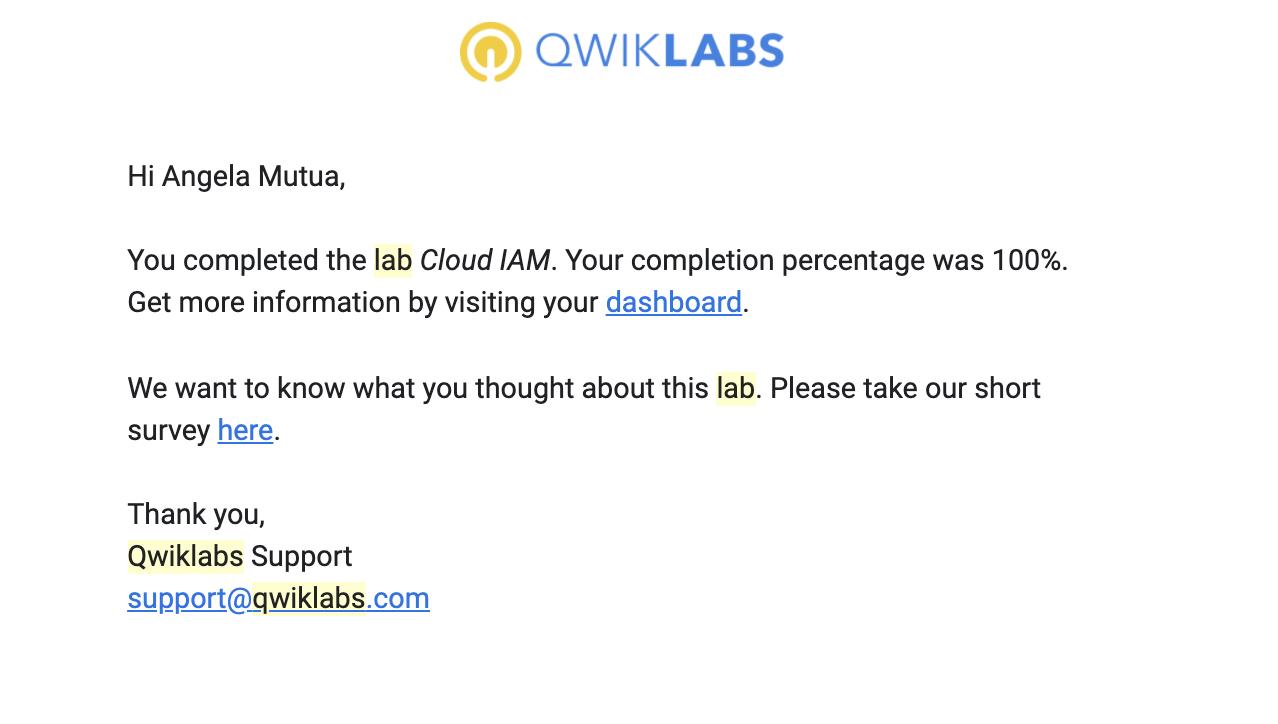 QWIKLABS
Hi Angela Mutua,
You completed the lab Cloud IAM. Your completion percentage was 100%.
Get more information by visiting your dashboard.
We want to know what you thought about this lab. Please take our short
survey here.
Thank you,
Qwiklabs Support
support@qwiklabs.com